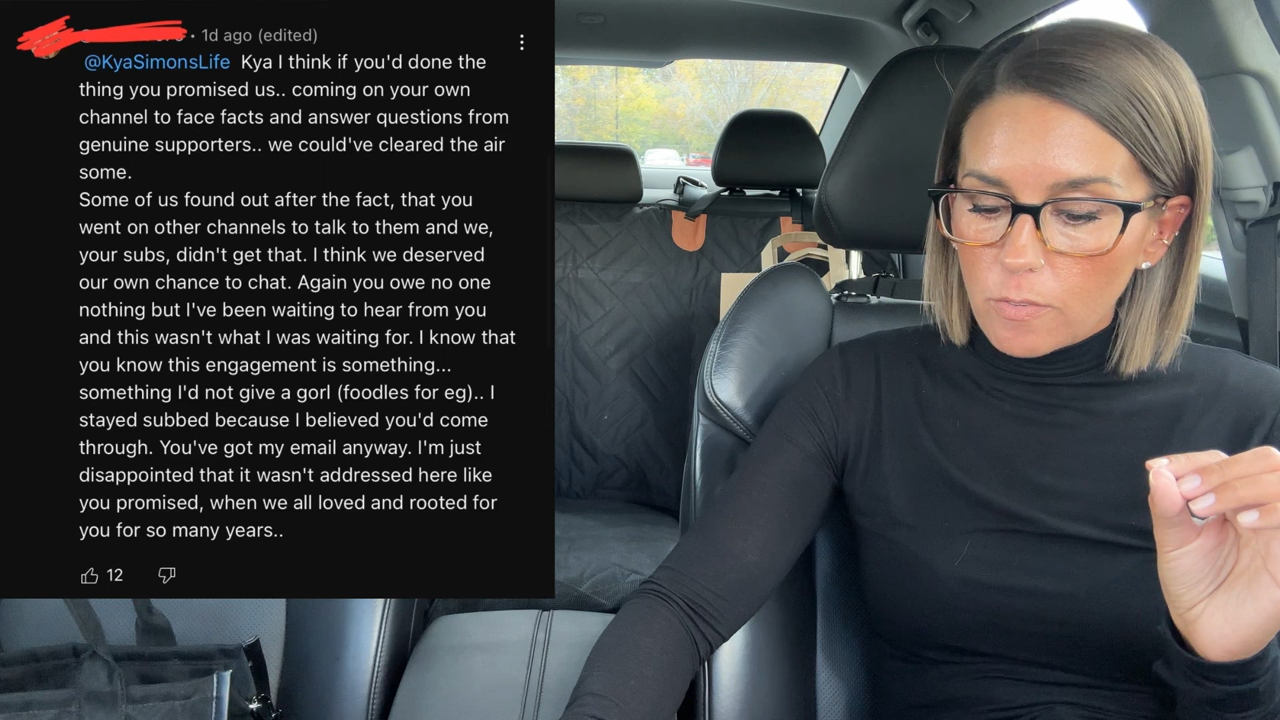 · 1d ago (edited)
@KyaSimonsLife Kya I think if you'd done the
thing you promised us.. coming on your own
channel to face facts and answer questions from
genuine supporters.. we could've cleared the air
some.
Some of us found out after the fact, that you
went on other channels to talk to them and we,
your subs, didn't get that. I think we deserved
our own chance to chat. Again you owe no one
nothing but I've been waiting to hear from you
and this wasn't what I was waiting for. I know that
you know this engagement is something...
something I'd not give a gorl (foodles for eg).. I
stayed subbed because I believed you'd come
through. You've got my email anyway. I'm just
disappointed that it wasn't addressed here like
you promised, when we all loved and rooted for
you for so many years..
12